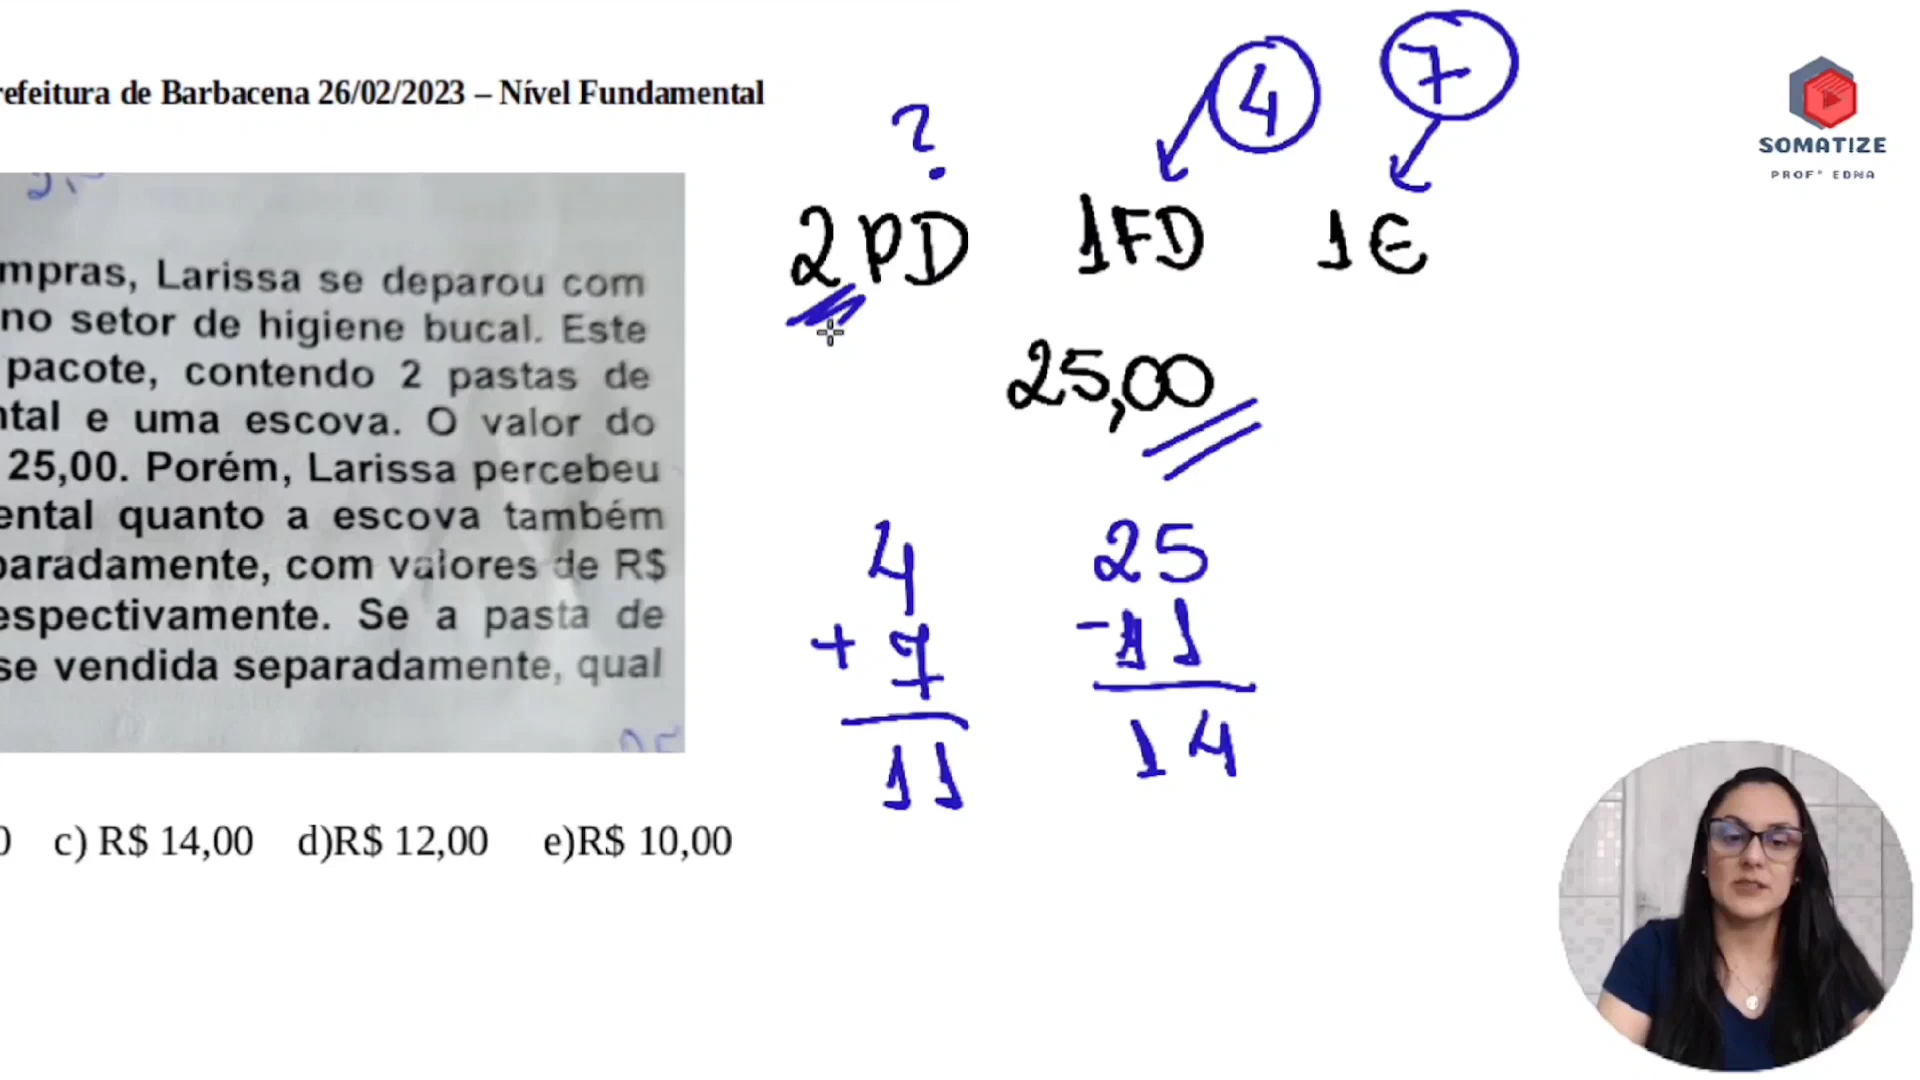 refeitura de Barbacena 26/02/2023 – Nível Fundamental
mpras, Larissa se deparou com
no setor de higiene bucal. Este
pacote, contendo 2 pastas de
ntal e uma escova. O valor do
25,00. Porém, Larissa percebeu
ental quanto a escova também
paradamente, com valores de R$
espectivamente. Se a pasta de
se vendida separadamente, qual
0 c) R$ 14,00 d)R$ 12,00 e)R$ 10,00
? 4 7
2PD 1FD 1E
25,00
4
+ 7
11
25
- 11
14
SOMATIZE
PROFª EDNA